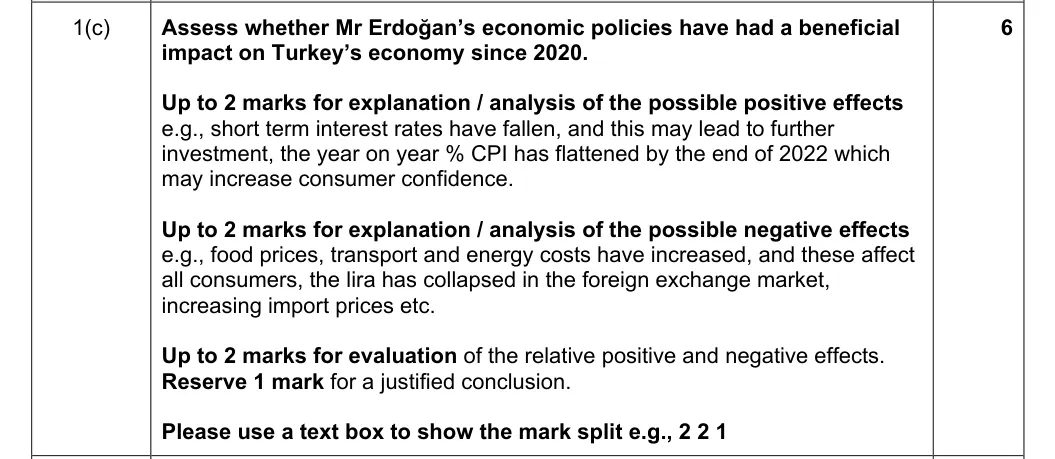 1(c)
Assess whether Mr Erdoğan’s economic policies have had a beneficial
6
impact on Turkey’s economy since 2020.
Up to 2 marks for explanation / analysis of the possible positive effects
e.g., short term interest rates have fallen, and this may lead to further
investment, the year on year % CPI has flattened by the end of 2022 which
may increase consumer confidence.
Up to 2 marks for explanation / analysis of the possible negative effects
e.g., food prices, transport and energy costs have increased, and these affect
all consumers, the lira has collapsed in the foreign exchange market,
increasing import prices etc.
Up to 2 marks for evaluation of the relative positive and negative effects.
Reserve 1 mark for a justified conclusion.
Please use a text box to show the mark split e.g., 2 2 1